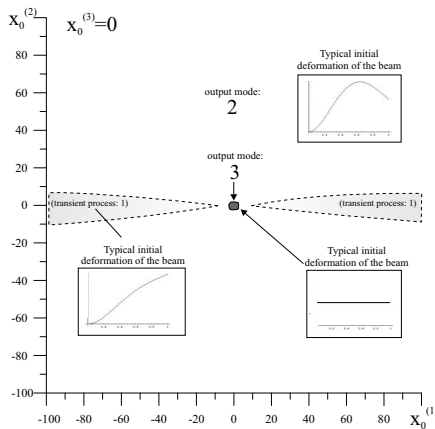 x₀⁽²⁾
x₀⁽³⁾=0
100
80
60
40
20
0
-20
-40
-60
-80
-100
Typical initial
deformation of the beam
output mode:
2
output mode:
3
(transient process: 1)
(transient process: 1)
Typical initial
deformation of the beam
Typical initial
deformation of the beam
-100 -80 -60 -40 -20 0 20 40 60 80 100
x₀⁽¹